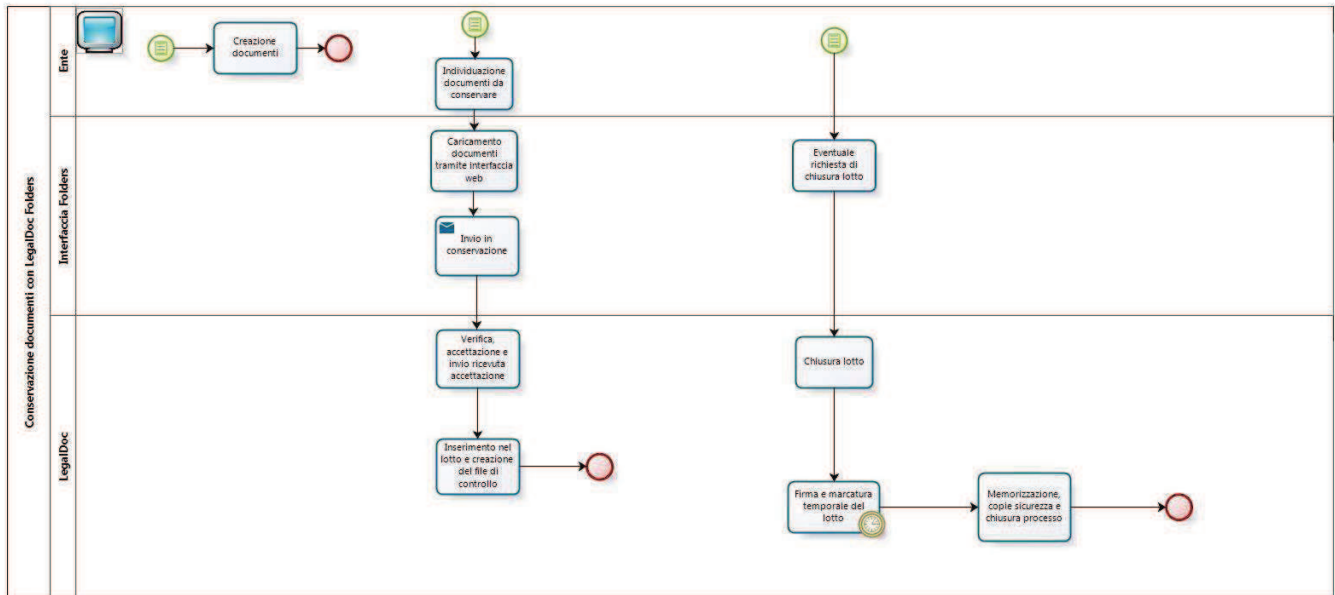 Conservazione documenti con LegalDoc Folders
Ente
Creazione
documenti
Individuazione
documenti da
conservare
Interfaccia Folders
Caricamento
documenti
tramite interfaccia
web
Invio in
conservazione
Eventuale
richiesta di
chiusura lotto
LegalDoc
Verifica,
accettazione e
invio ricevuta
accettazione
Inserimento nel
lotto e creazione
del file di
controllo
Chiusura lotto
Firma e marcatura
temporale del
lotto
Memorizzazione,
copie sicurezza e
chiusura processo